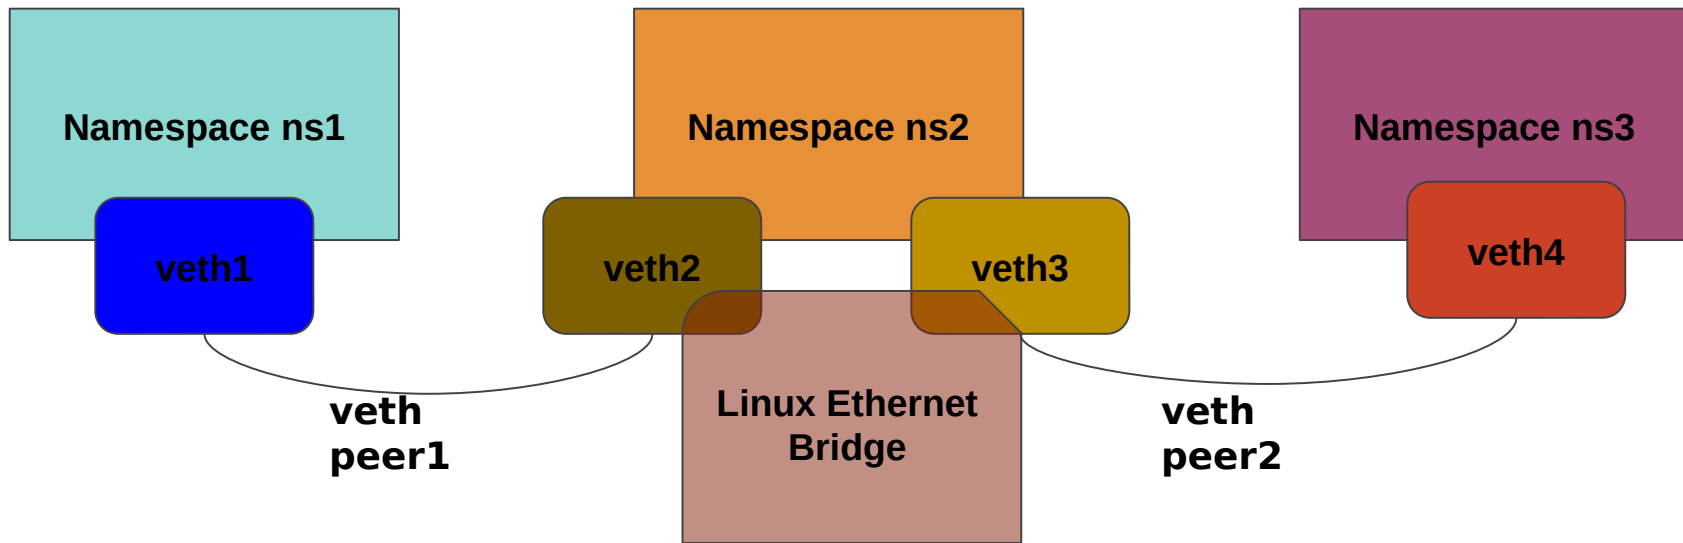 Namespace ns1
Namespace ns2
Namespace ns3
veth1
veth2
veth3
veth4
veth
peer1
Linux Ethernet
Bridge
veth
peer2